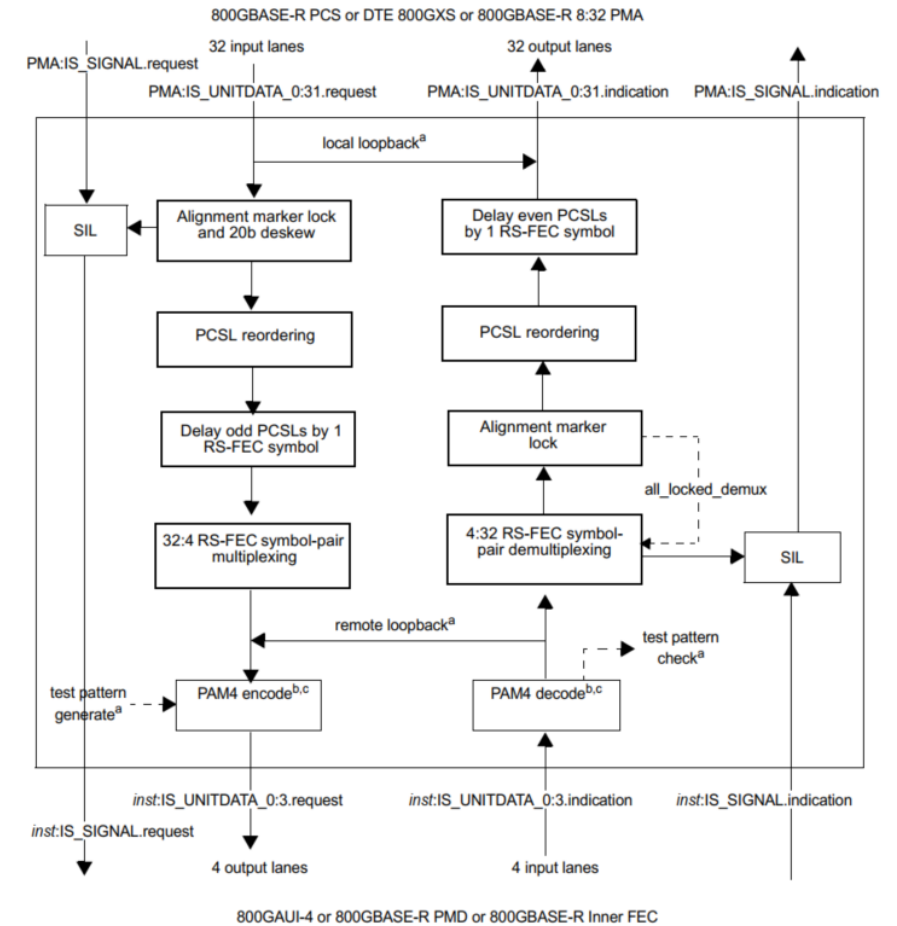 800GBASE-R PCS or DTE 800GXS or 800GBASE-R 8:32 PMA
32 input lanes
32 output lanes
PMA:IS_SIGNAL.request
PMA:IS_UNITDATA_0:31.request
PMA:IS_UNITDATA_0:31.indication
PMA:IS_SIGNAL.indication
local loopbacka
SIL
Alignment marker lock
and 20b deskew
Delay even PCSLs
by 1 RS-FEC symbol
PCSL reordering
PCSL reordering
Delay odd PCSLs by 1
RS-FEC symbol
Alignment marker
lock
all_locked_demux
32:4 RS-FEC symbol-pair
multiplexing
4:32 RS-FEC symbol-
pair demultiplexing
SIL
remote loopbacka
test pattern
checka
test pattern
generatea
PAM4 encodeb,c
PAM4 decodeb,c
inst:IS_UNITDATA_0:3.request
inst:IS_UNITDATA_0:3.indication
inst:IS_SIGNAL.indication
inst:IS_SIGNAL.request
4 output lanes
4 input lanes
800GAUI-4 or 800GBASE-R PMD or 800GBASE-R Inner FEC